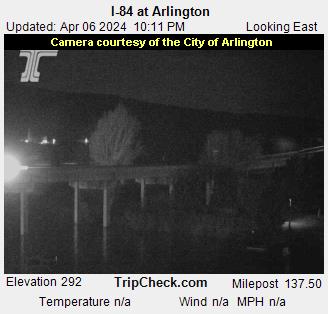 I-84 at Arlington
Updated: Apr 06 2024 10:11 PM Looking East
Camera courtesy of the City of Arlington
Elevation 292 TripCheck.com Milepost 137.50
Temperature n/a Wind n/a MPH n/a